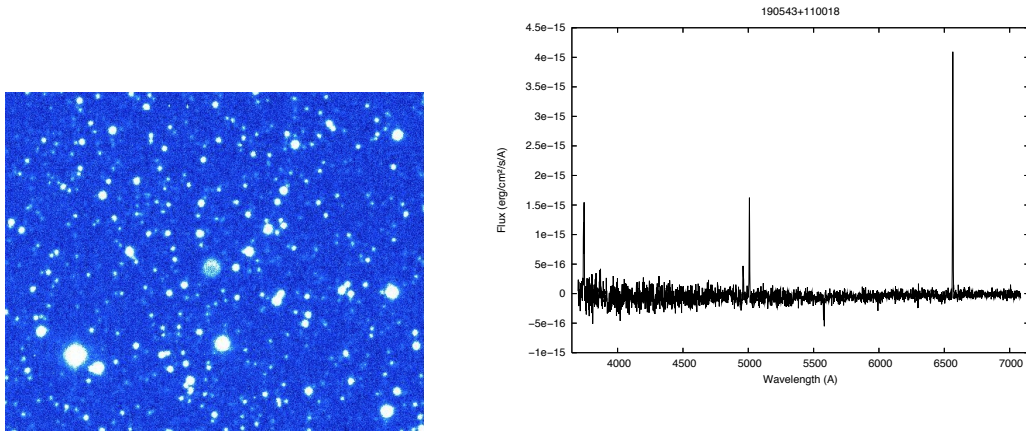 190543+110018
4.5e-15
4e-15
3.5e-15
3e-15
2.5e-15
2e-15
1.5e-15
1e-15
5e-16
0
-5e-16
-1e-15
Flux (erg/cm²/s/A)
4000 4500 5000 5500 6000 6500 7000
Wavelength (A)